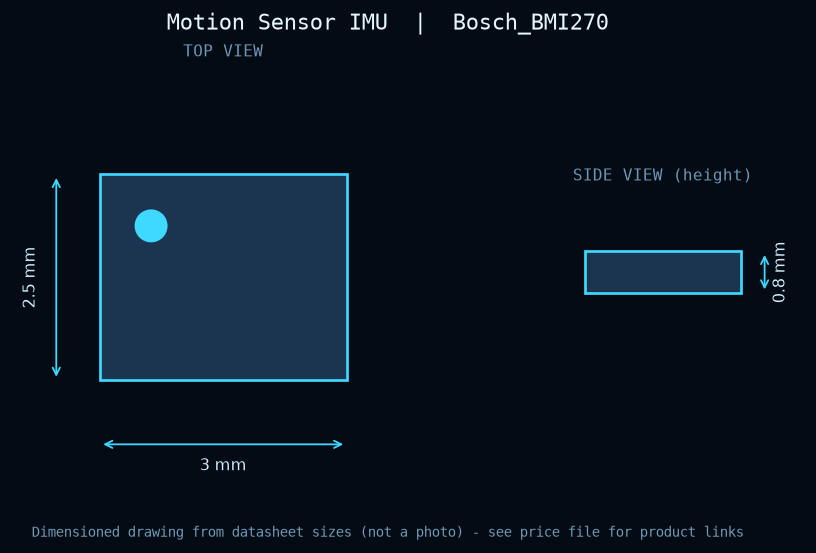 Motion Sensor IMU | Bosch_BMI270
TOP VIEW
SIDE VIEW (height)
2.5 mm
0.8 mm
3 mm
Dimensioned drawing from datasheet sizes (not a photo) - see price file for product links